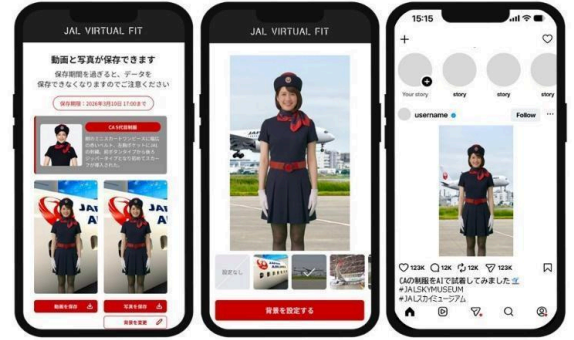 JAL VIRTUAL FIT
動画と写真が保存できます
保存期間を過ぎると、データを
保存できなくなりますのでご注意ください
保存期限:2026年3月10日 17:00まで
CA 5代目制服
動画を保存
写真を保存
背景を変更
JAL VIRTUAL FIT
設定なし
背景を設定する
15:15
Your story
story
story
story
username
Follow
123K
12K
12K
123K
CAの制服をAIで試着してみました
#JALSKYMUSEUM
#JALスカイミュージアム